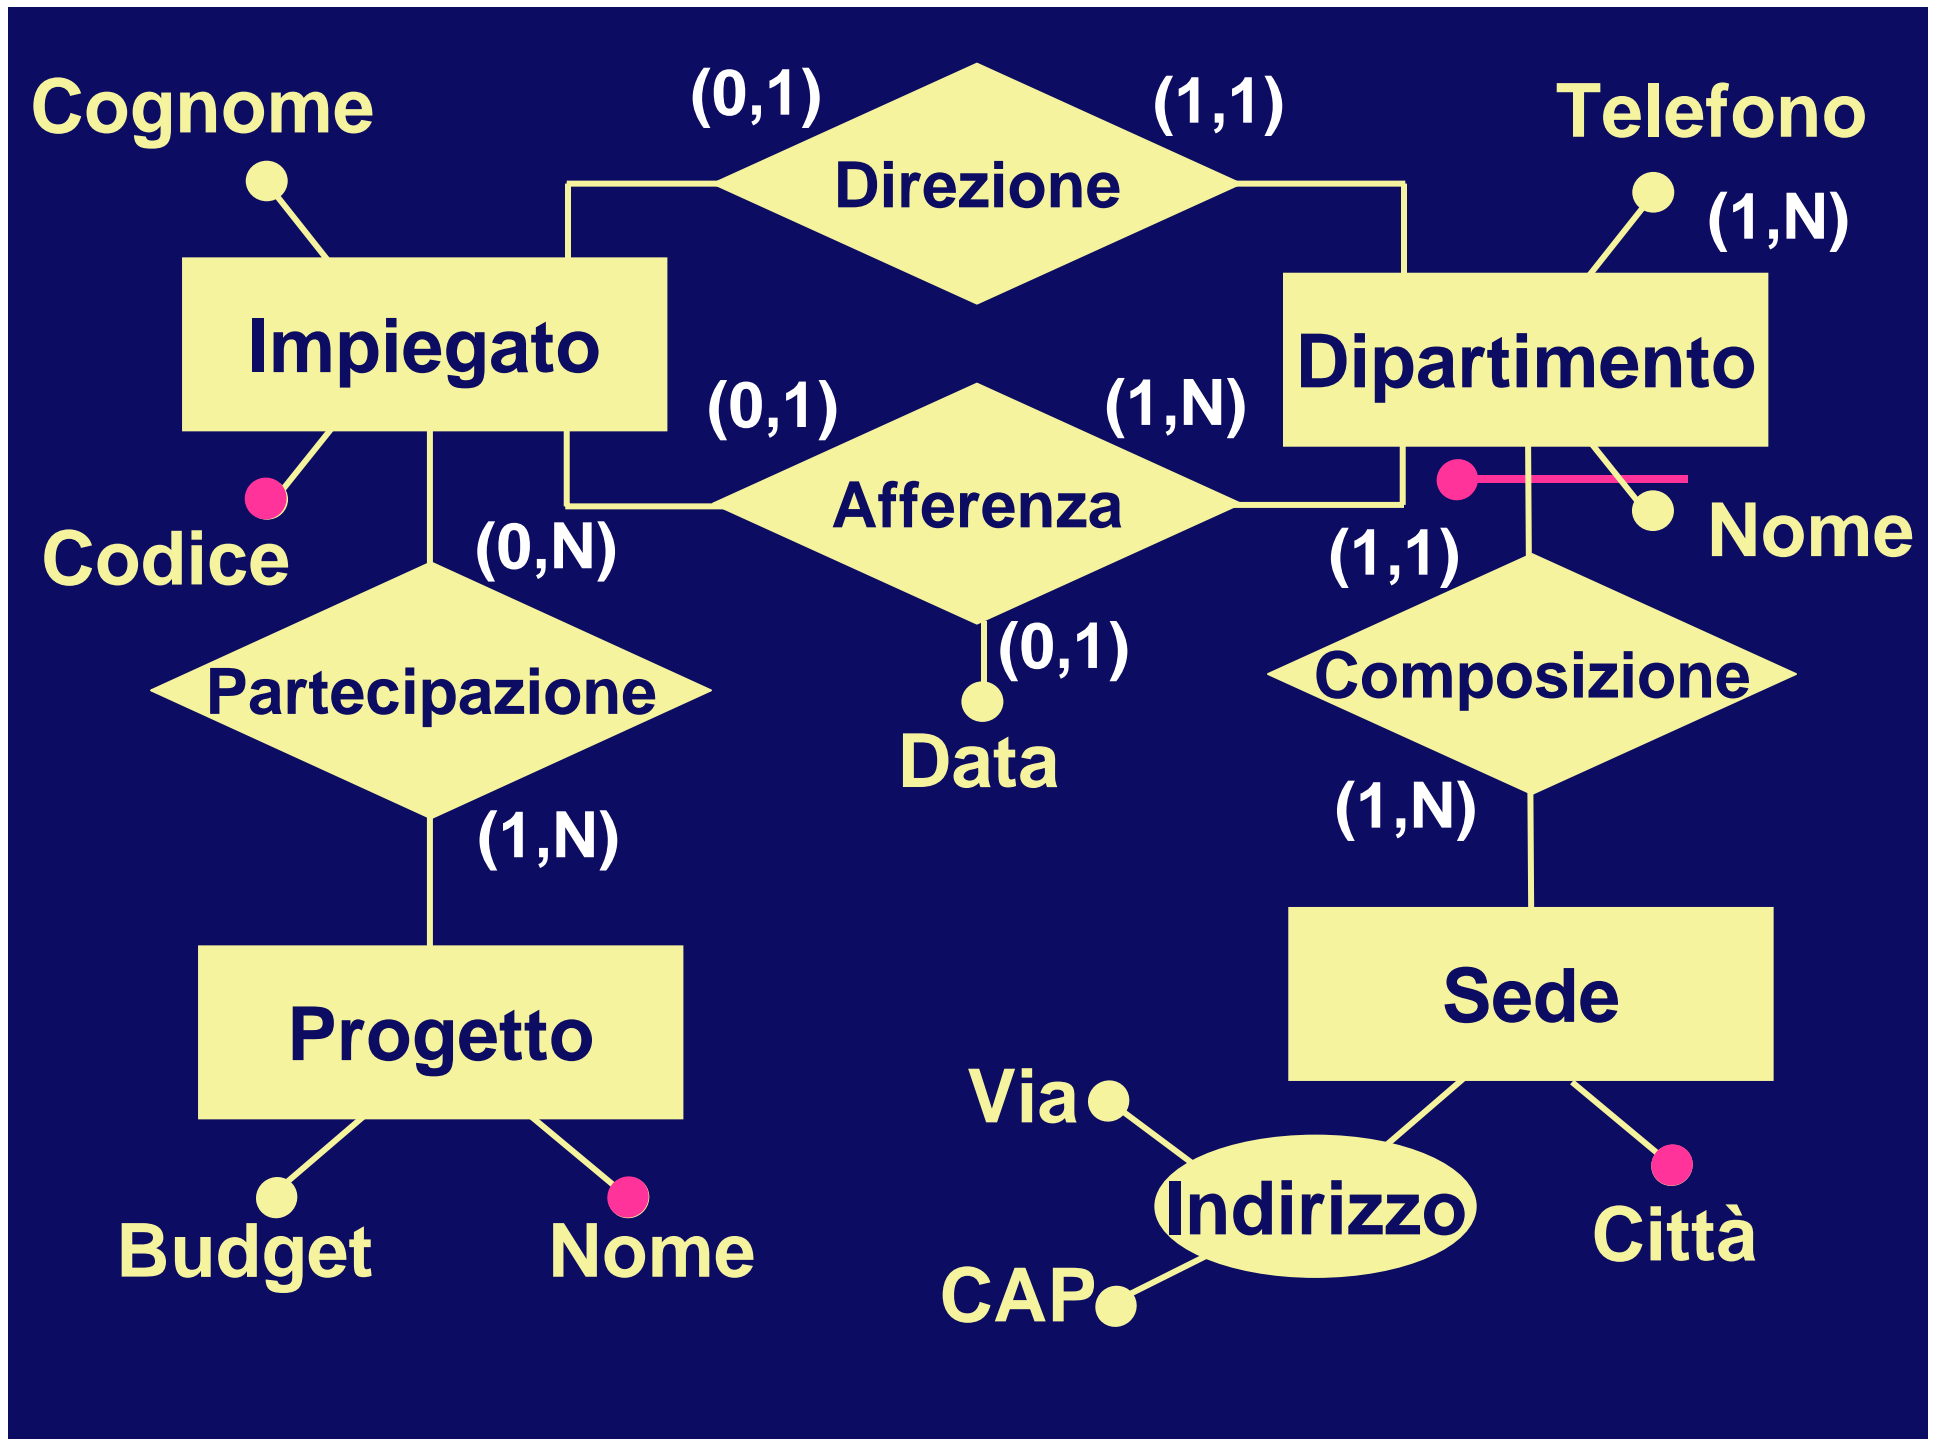 Cognome
(0,1)
(1,1)
Telefono
Direzione
(1,N)
Impiegato
Dipartimento
(0,1)
(1,N)
Afferenza
Codice
(0,N)
(1,1)
Nome
(0,1)
Partecipazione
Composizione
Data
(1,N)
(1,N)
Sede
Progetto
Via
Indirizzo
Città
Budget
Nome
CAP